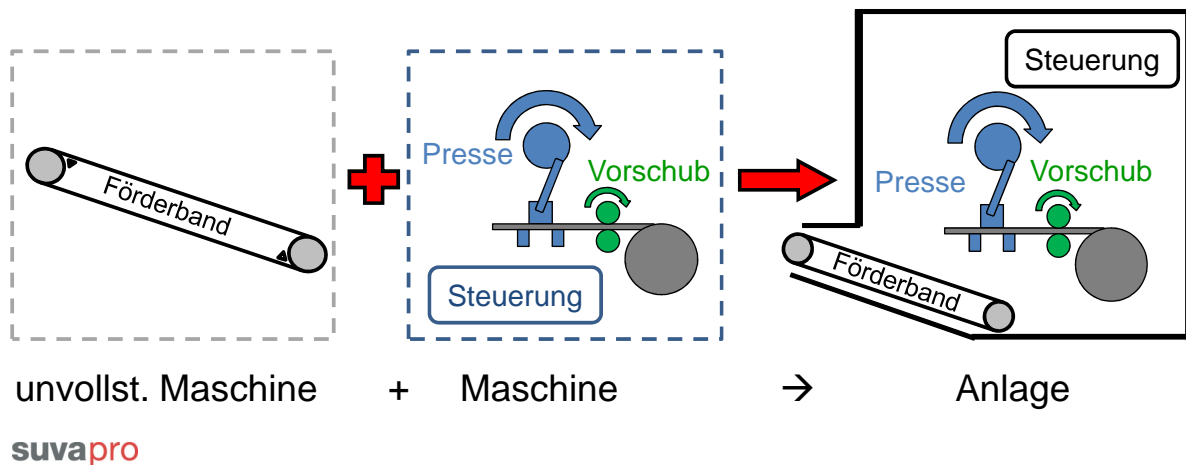 Förderband
Presse
Vorschub
Steuerung
Steuerung
Presse
Vorschub
Förderband
unvollst. Maschine + Maschine → Anlage
suvapro